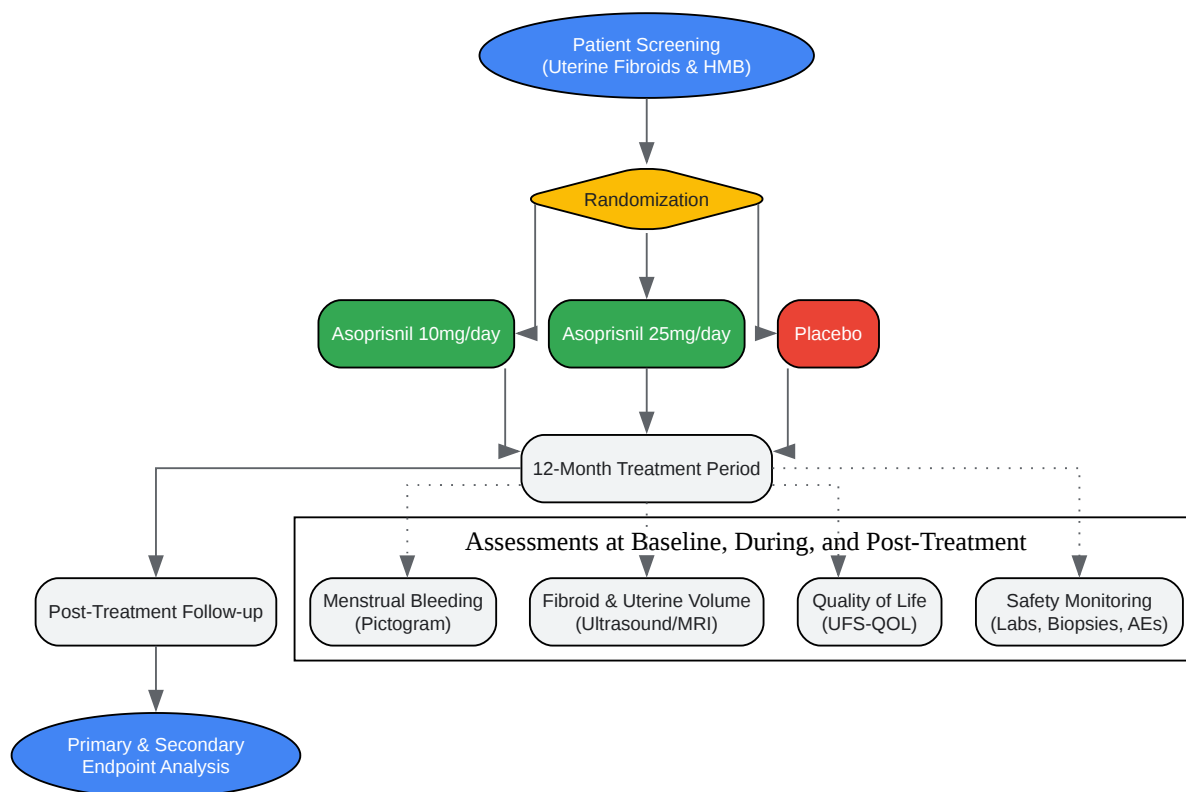 Patient Screening
(Uterine Fibroids & HMB)
Randomization
Asoprisnil 10mg/day
Asoprisnil 25mg/day
Placebo
12-Month Treatment Period
Assessments at Baseline, During, and Post-Treatment
Post-Treatment Follow-up
Menstrual Bleeding
(Pictogram)
Fibroid & Uterine Volume
(Ultrasound/MRI)
Quality of Life
(UFS-QOL)
Safety Monitoring
(Labs, Biopsies, AEs)
Primary & Secondary
Endpoint Analysis